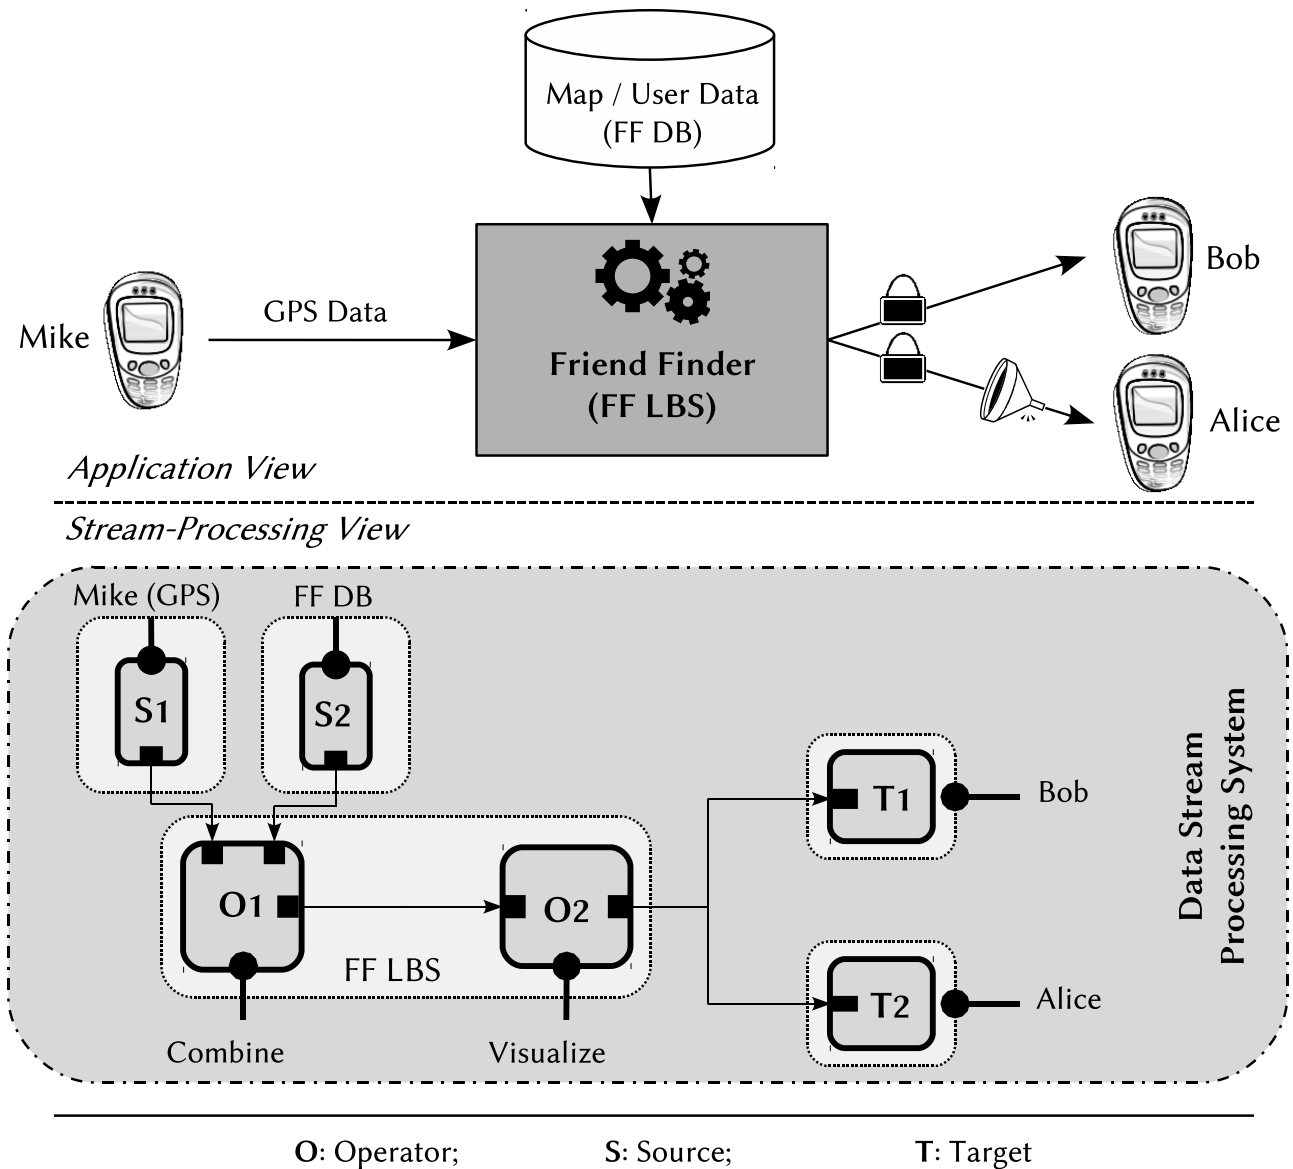 Map / User Data
(FF DB)
Bob
GPS Data
Mike
Friend Finder
(FF LBS)
Alice
Application View
Stream-Processing View
Mike (GPS)
FF DB
S1
S2
Data Stream
Processing System
T1
Bob
O1
O2
FF LBS
T2
Alice
Combine
Visualize
O: Operator;
S: Source;
T: Target